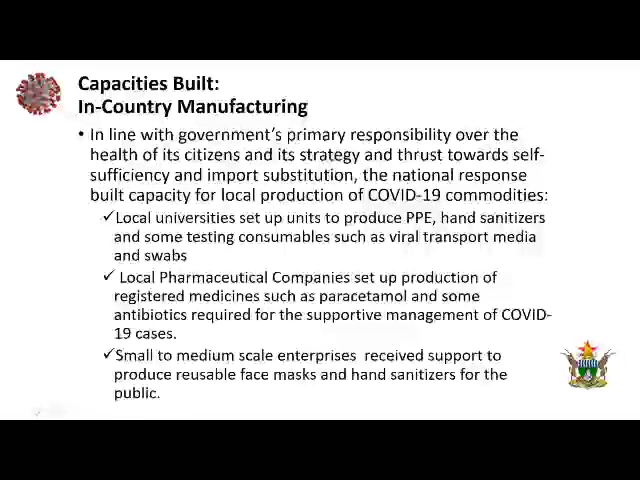 Capacities Built:
In-Country Manufacturing
• In line with government's primary responsibility over the
health of its citizens and its strategy and thrust towards self-
sufficiency and import substitution, the national response
built capacity for local production of COVID-19 commodities:
✓Local universities set up units to produce PPE, hand sanitizers
and some testing consumables such as viral transport media
and swabs
✓ Local Pharmaceutical Companies set up production of
registered medicines such as paracetamol and some
antibiotics required for the supportive management of COVID-
19 cases.
✓Small to medium scale enterprises received support to
produce reusable face masks and hand sanitizers for the
public.